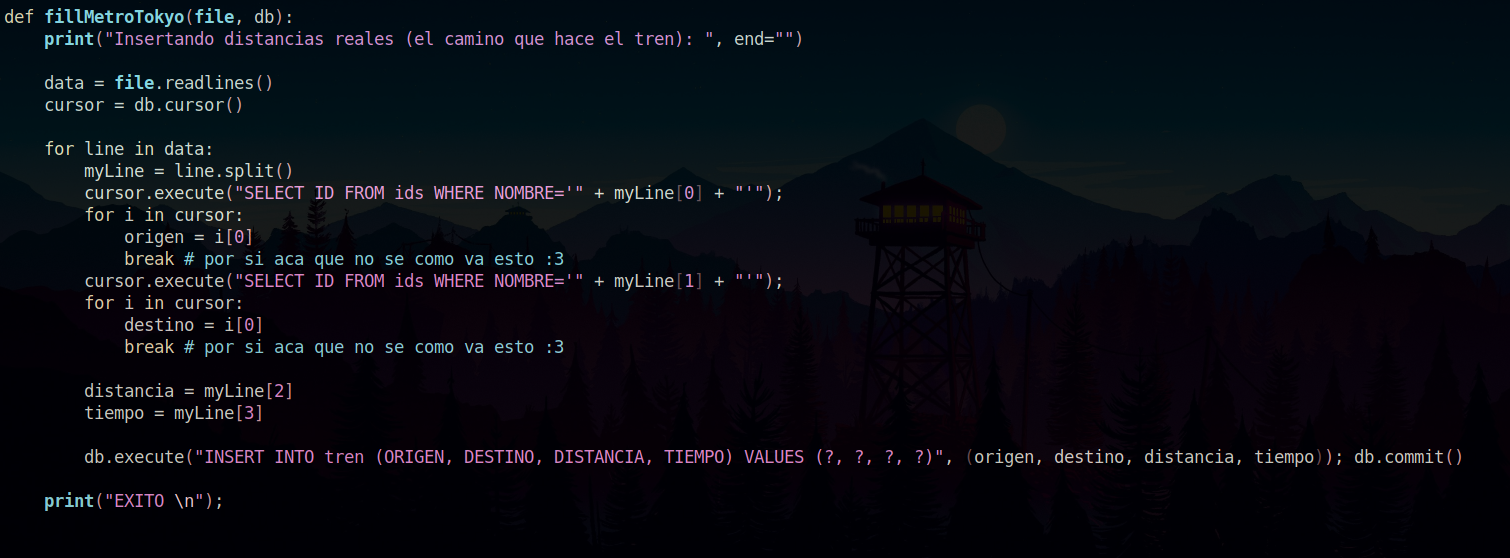 def fillMetroTokyo(file, db):
    print("Insertando distancias reales (el camino que hace el tren): ", end="")
    data = file.readlines()
    cursor = db.cursor()
    for line in data:
        myLine = line.split()
        cursor.execute("SELECT ID FROM ids WHERE NOMBRE='" + myLine[0] + "'");
        for i in cursor:
            origen = i[0]
            break # por si aca que no se como va esto :3
        cursor.execute("SELECT ID FROM ids WHERE NOMBRE='" + myLine[1] + "'");
        for i in cursor:
            destino = i[0]
            break # por si aca que no se como va esto :3
        distancia = myLine[2]
        tiempo = myLine[3]
        db.execute("INSERT INTO tren (ORIGEN, DESTINO, DISTANCIA, TIEMPO) VALUES (?, ?, ?, ?)", (origen, destino, distancia, tiempo)); db.commit()
    print("EXITO \n");